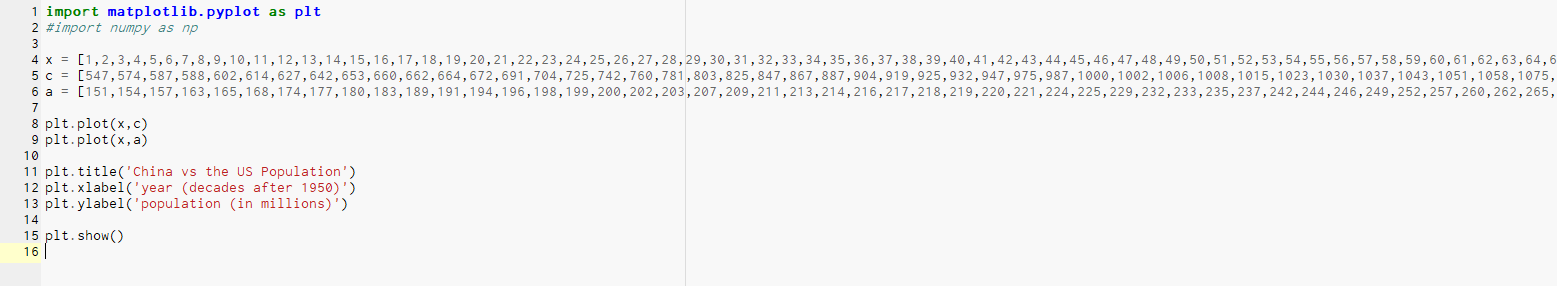 1 import matplotlib.pyplot as plt
2 #import numpy as np
3
4 x = [1,2,3,4,5,6,7,8,9,10,11,12,13,14,15,16,17,18,19,20,21,22,23,24,25,26,27,28,29,30,31,32,33,34,35,36,37,38,39,40,41,42,43,44,45,46,47,48,49,50,51,52,53,54,55,56,57,58,59,60,61,62,63,64,6
5 c = [547,574,587,588,602,614,627,642,653,660,662,664,672,691,704,725,742,760,781,803,825,847,867,887,904,919,925,932,947,975,987,1000,1002,1006,1008,1015,1023,1030,1037,1043,1051,1058,1075,
6 a = [151,154,157,163,165,168,174,177,180,183,189,191,194,196,198,199,200,202,203,207,209,211,213,214,216,217,218,219,220,221,224,225,229,232,233,235,237,242,244,246,249,252,257,260,262,265,
7
8 plt.plot(x,c)
9 plt.plot(x,a)
10
11 plt.title('China vs the US Population')
12 plt.xlabel('year (decades after 1950)')
13 plt.ylabel('population (in millions)')
14
15 plt.show()
16